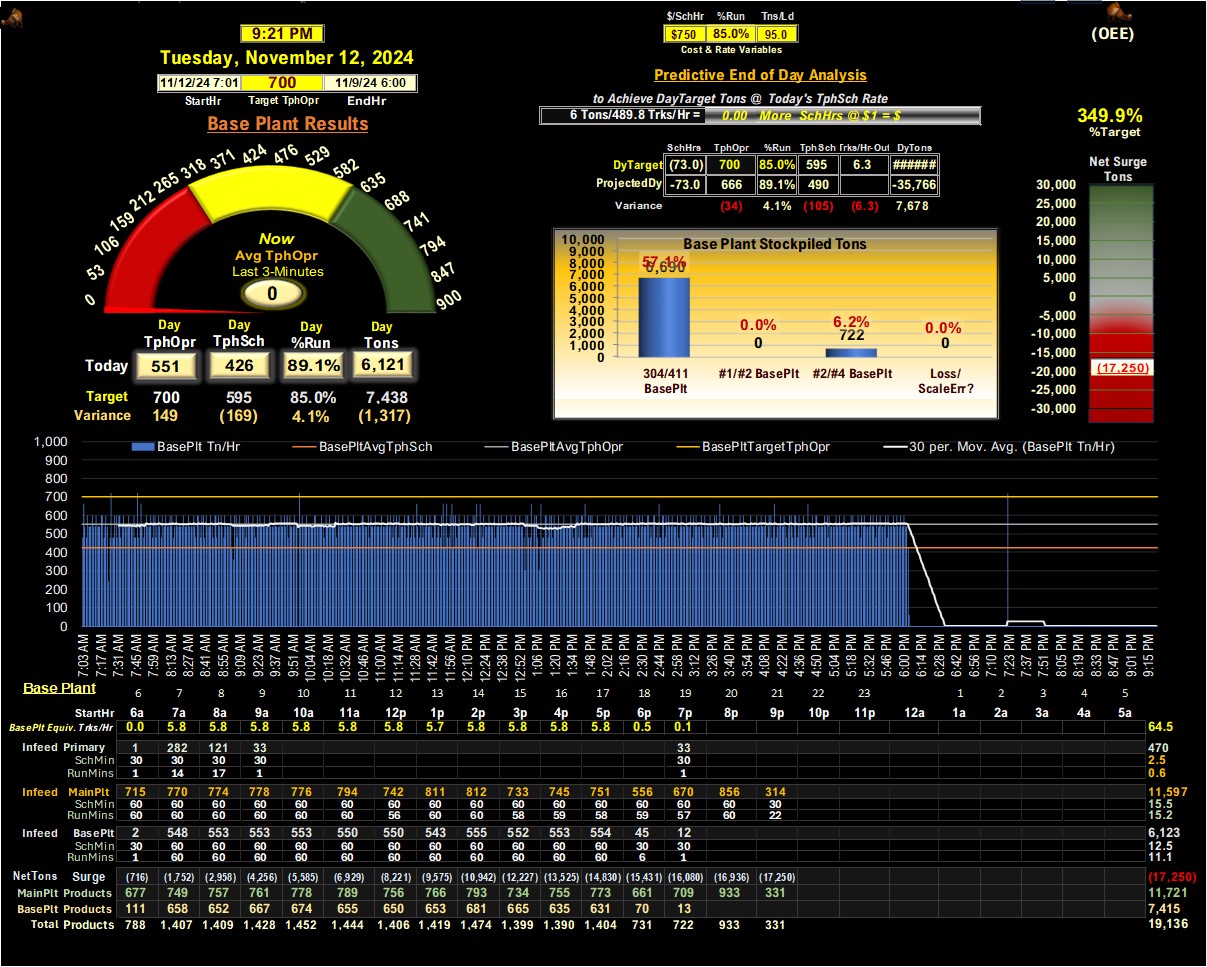 $/SchHr %Run Tns/Ld
$750 85.0% 95.0
Cost & Rate Variables
(OEE)
9:21 PM
Tuesday, November 12, 2024
11/12/24 7:01 700 11/9/24 6:00
StartHr Target TphOpr EndHr
Base Plant Results
Predictive End of Day Analysis
to Achieve DayTarget Tons @ Today's TphSch Rate
6 Tons/489.8 Trks/Hr = 0.00 More SchHrs @ $1 = $
349.9%
%Target
SchHrs TphOpr %Run TphSch Trks/Hr-Out DyTons
DyTarget (73.0) 700 85.0% 595 6.3 ######
ProjectedDy -73.0 666 89.1% 490 -35,766
Variance (34) 4.1% (105) (6.3) 7,678
Net Surge
Tons
30,000
25,000
20,000
15,000
10,000
5,000
0
-5,000
-10,000
-15,000
-20,000
-25,000
-30,000
(17,250)
0 53 106 159 212 265 318 371 424 476 529 582 635 688 741 794 847 900
Now
Avg TphOpr
Last 3-Minutes
0
Day Day Day Day
TphOpr TphSch %Run Tons
Today 551 426 89.1% 6,121
Target 700 595 85.0% 7,438
Variance 149 (169) 4.1% (1,317)
Base Plant Stockpiled Tons
10,000
9,000
8,000
7,000
6,000
5,000
4,000
3,000
2,000
1,000
0
57.1% 0.0% 6.2% 0.0%
6,690 0 722 0
304/411 #1/#2 BasePlt #2/#4 BasePlt Loss/
BasePlt ScaleErr?
BasePlt Tn/Hr BasePltAvgTphSch BasePltAvgTphOpr BasePltTargetTphOpr 30 per. Mov. Avg. (BasePlt Tn/Hr)
1,000
900
800
700
600
500
400
300
200
100
0
7:03 AM 7:17 AM 7:31 AM 7:45 AM 7:59 AM 8:13 AM 8:27 AM 8:41 AM 8:55 AM 9:09 AM 9:23 AM 9:37 AM 9:51 AM 10:04 AM 10:18 AM 10:32 AM 10:46 AM 11:00 AM 11:14 AM 11:28 AM 11:42 AM 11:56 AM 12:10 PM 12:24 PM 12:38 PM 12:52 PM 1:06 PM 1:20 PM 1:34 PM 1:48 PM 2:02 PM 2:16 PM 2:30 PM 2:44 PM 2:58 PM 3:12 PM 3:26 PM 3:40 PM 3:54 PM 4:08 PM 4:22 PM 4:36 PM 4:50 PM 5:04 PM 5:18 PM 5:32 PM 5:46 PM 6:00 PM 6:14 PM 6:28 PM 6:42 PM 6:56 PM 7:10 PM 7:23 PM 7:37 PM 7:51 PM 8:05 PM 8:19 PM 8:33 PM 8:47 PM 9:01 PM 9:15 PM
Base Plant 6 7 8 9 10 11 12 13 14 15 16 17 18 19 20 21 22 23 1 2 3 4 5
StartHr 6a 7a 8a 9a 10a 11a 12p 1p 2p 3p 4p 5p 6p 7p 8p 9p 10p 11p 12a 1a 2a 3a 4a 5a
BasePlt Equiv. Trks/Hr 0.0 5.8 5.8 5.8 5.8 5.8 5.8 5.7 5.8 5.8 5.8 5.8 0.5 0.1 64.5
Infeed Primary 1 282 121 33 33 470
SchMin 30 30 30 30 30 2.5
RunMins 1 14 17 1 1 0.6
Infeed MainPlt 715 770 774 778 776 794 742 811 812 733 745 751 556 670 856 314 11,597
SchMin 60 60 60 60 60 60 60 60 60 60 60 60 60 60 60 30 15.5
RunMins 60 60 60 60 60 60 56 60 60 58 59 58 59 57 60 22 15.2
Infeed BasePlt 2 548 553 553 553 550 550 543 555 552 553 554 45 12 6,123
SchMin 30 60 60 60 60 60 60 60 60 60 60 60 30 30 12.5
RunMins 1 60 60 60 60 60 60 60 60 60 60 60 6 1 11.1
NetTons Surge (716) (1,752) (2,958) (4,256) (5,585) (6,929) (8,221) (9,575) (10,942) (12,227) (13,525) (14,830) (15,431) (16,080) (16,936) (17,250) (17,250)
MainPlt Products 677 749 757 761 778 789 756 766 793 734 755 773 661 709 933 331 11,721
BasePlt Products 111 658 652 667 674 655 650 653 681 665 635 631 70 13 7,415
Total Products 788 1,407 1,409 1,428 1,452 1,444 1,406 1,419 1,474 1,399 1,390 1,404 731 722 933 331 19,136